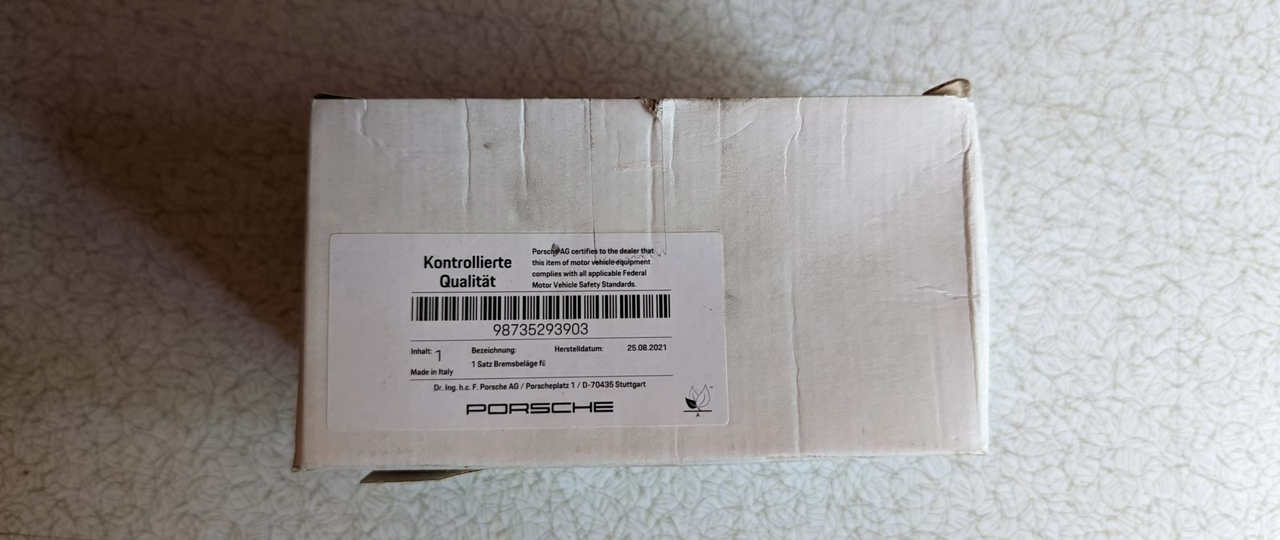 Kontrollierte
Qualität
Porsche AG certifies to the dealer that
this item of motor vehicle equipment
complies with all applicable Federal
Motor Vehicle Safety Standards.
98735293903
Inhalt: 1
Bezeichnung:
Herstelldatum:
25.08.2021
1 Satz Bremsbeläge fü
Made in Italy
Dr. Ing. h.c. F. Porsche AG / Porscheplatz 1 / D-70435 Stuttgart
PORSCHE
A